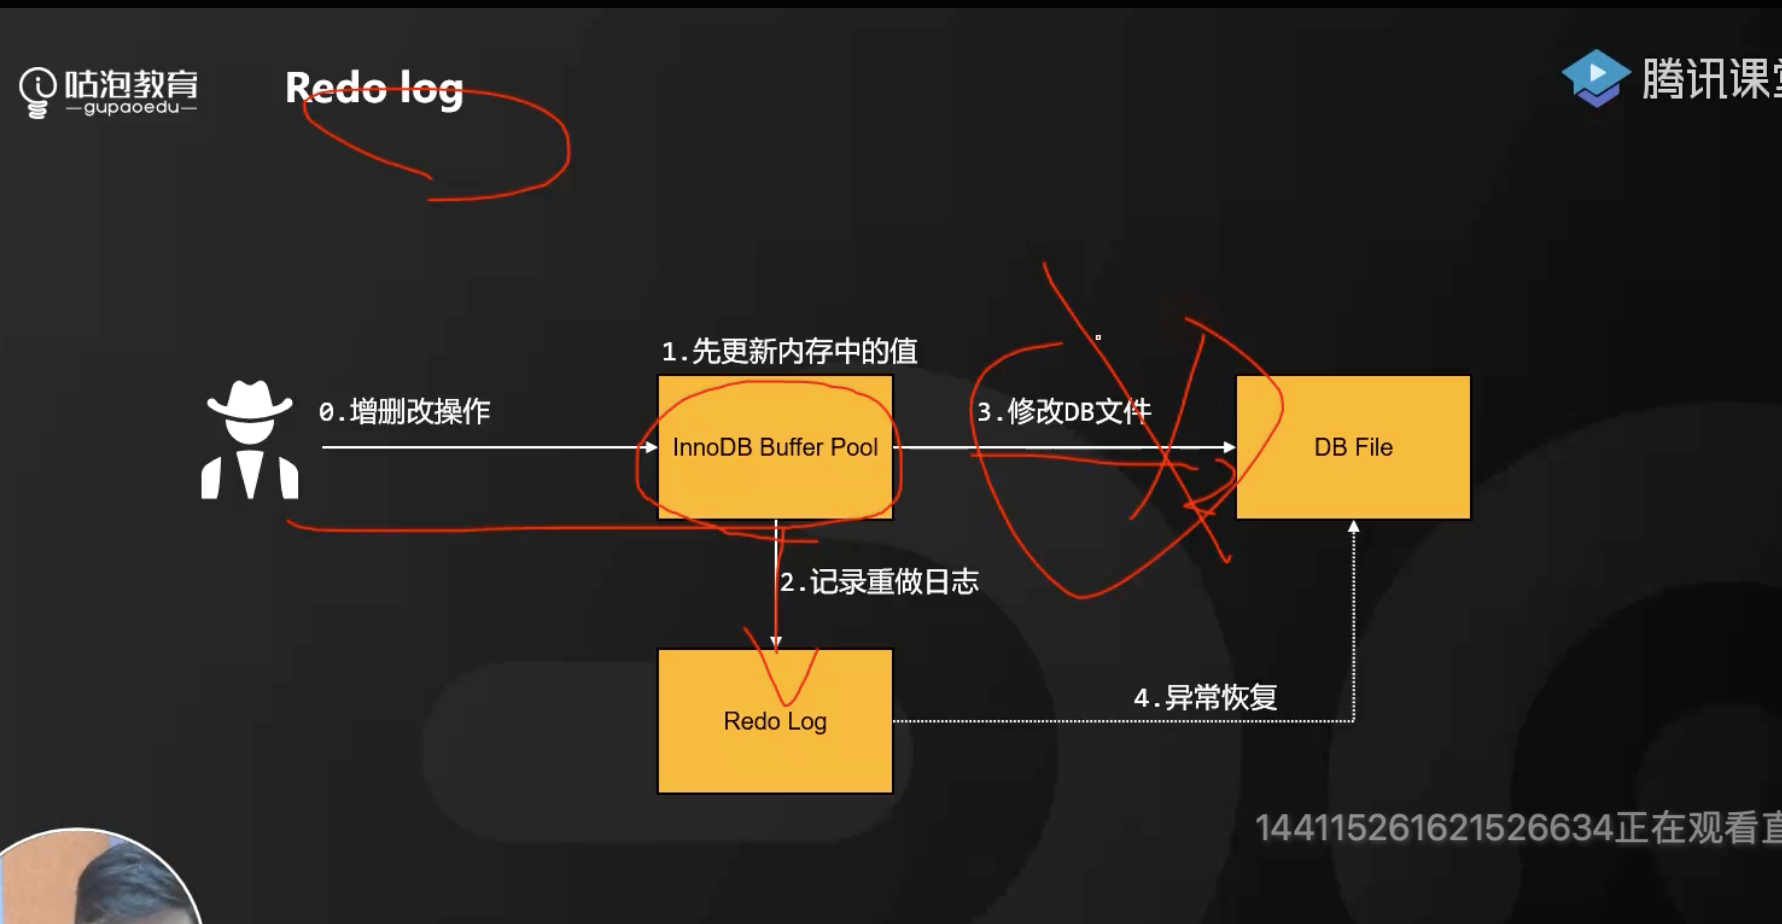 咕泡教育
—gupaoedu—
Redo log
腾讯课堂
1.先更新内存中的值
0.增删改操作
InnoDB Buffer Pool
3.修改DB文件
DB File
2.记录重做日志
Redo Log
4.异常恢复
144115261621526634正在观看直